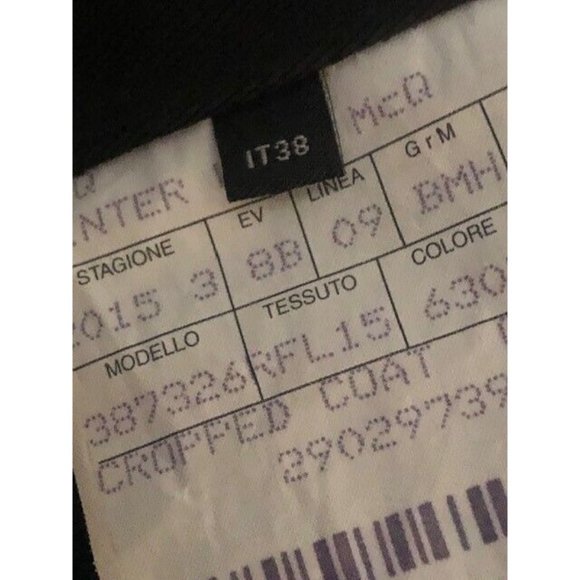 McQ
IT38
Q
INTER
STAGIONE EV LINEA GrM
2015 3 8B 09 BMH
MODELLO TESSUTO COLORE
387326 RFL15 630
CROPPED COAT
29029739